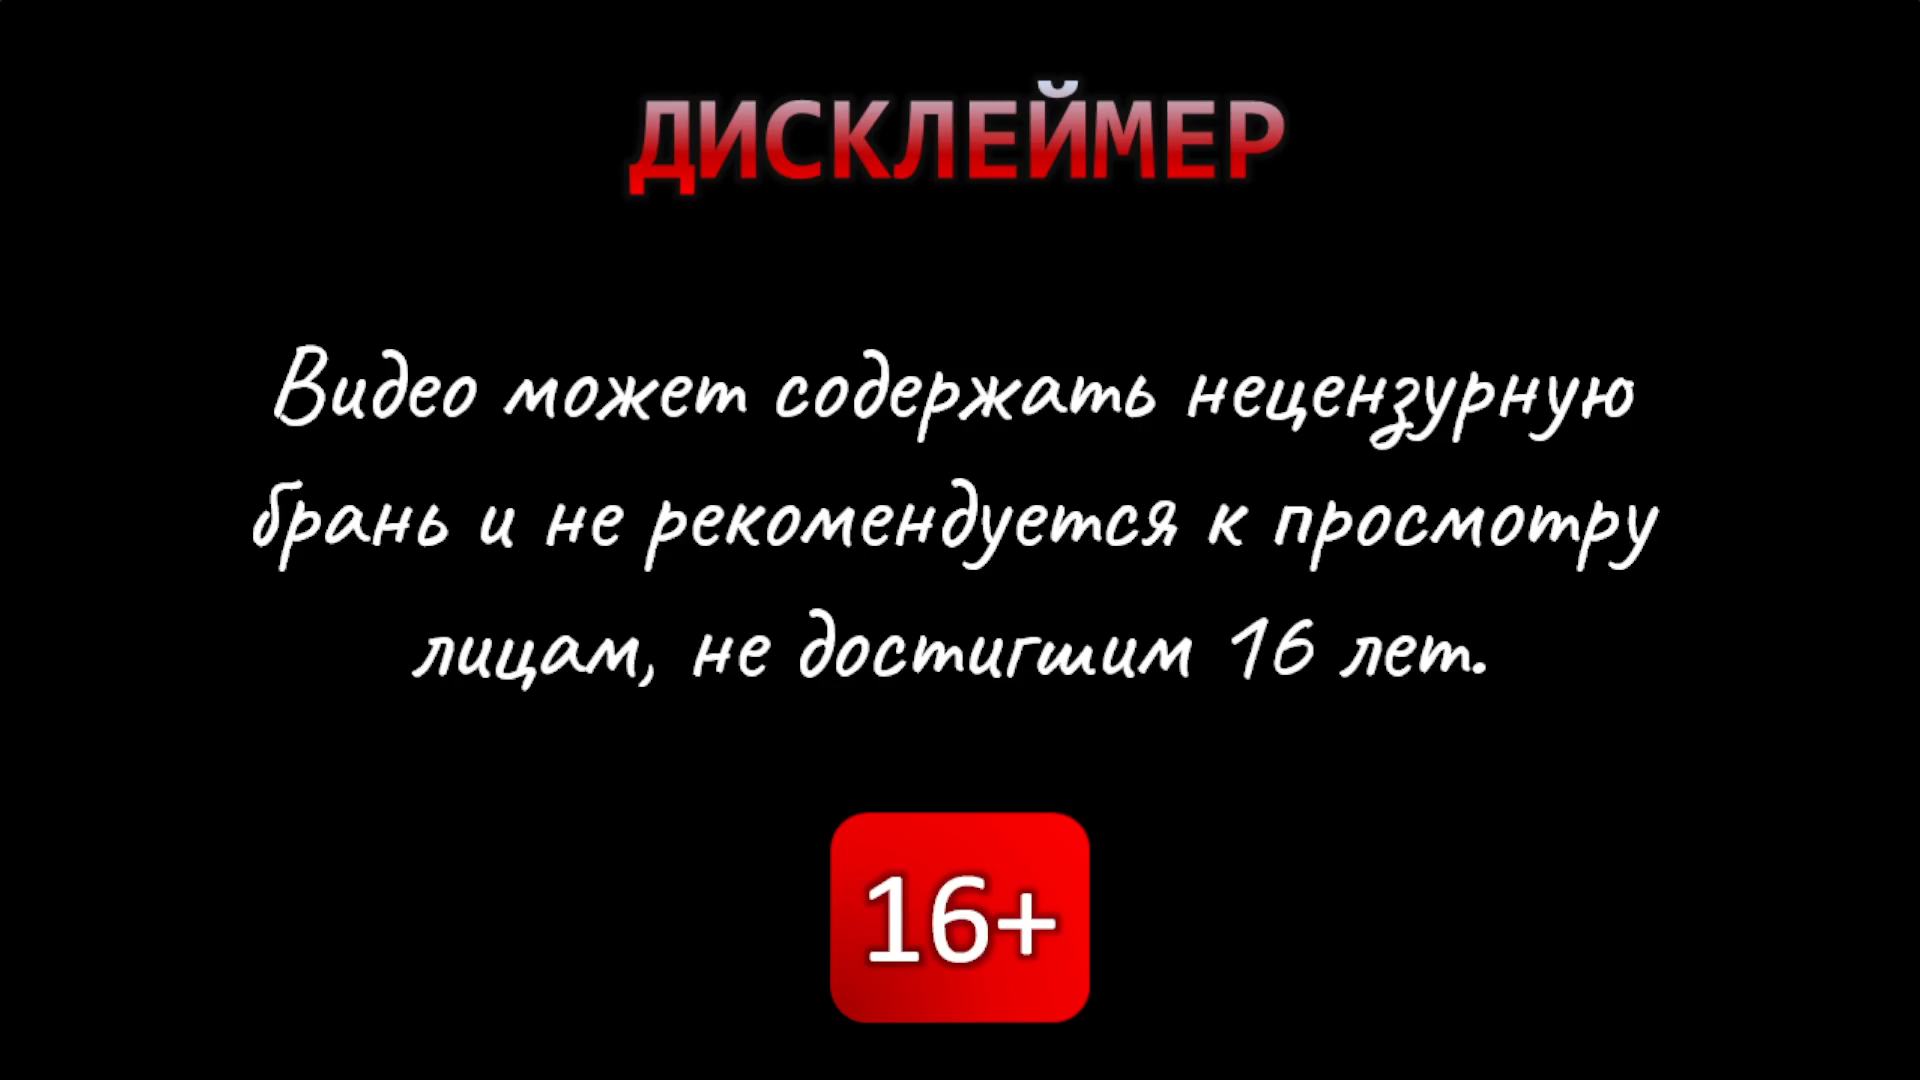 ДИСКЛЕЙМЕР
Видео может содержать нецензурную
брань и не рекомендуется к просмотру
лицам, не достигшим 16 лет.
16+